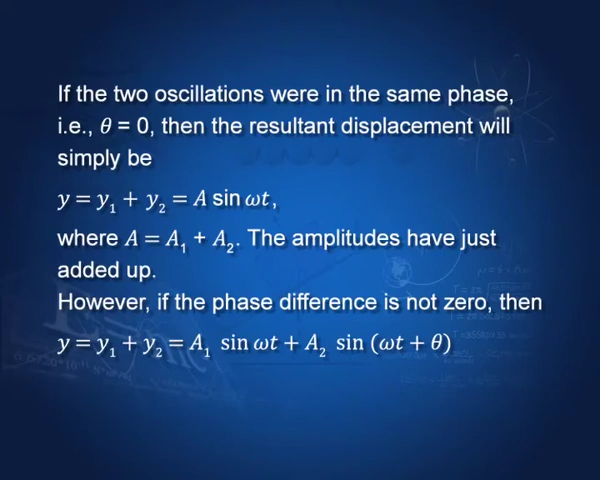 If the two oscillations were in the same phase,
i.e., θ = 0, then the resultant displacement will
simply be
y = y₁ + y₂ = A sin ωt,
where A = A₁ + A₂. The amplitudes have just
added up.
However, if the phase difference is not zero, then
y = y₁ + y₂ = A₁ sin ωt + A₂ sin (ωt + θ)